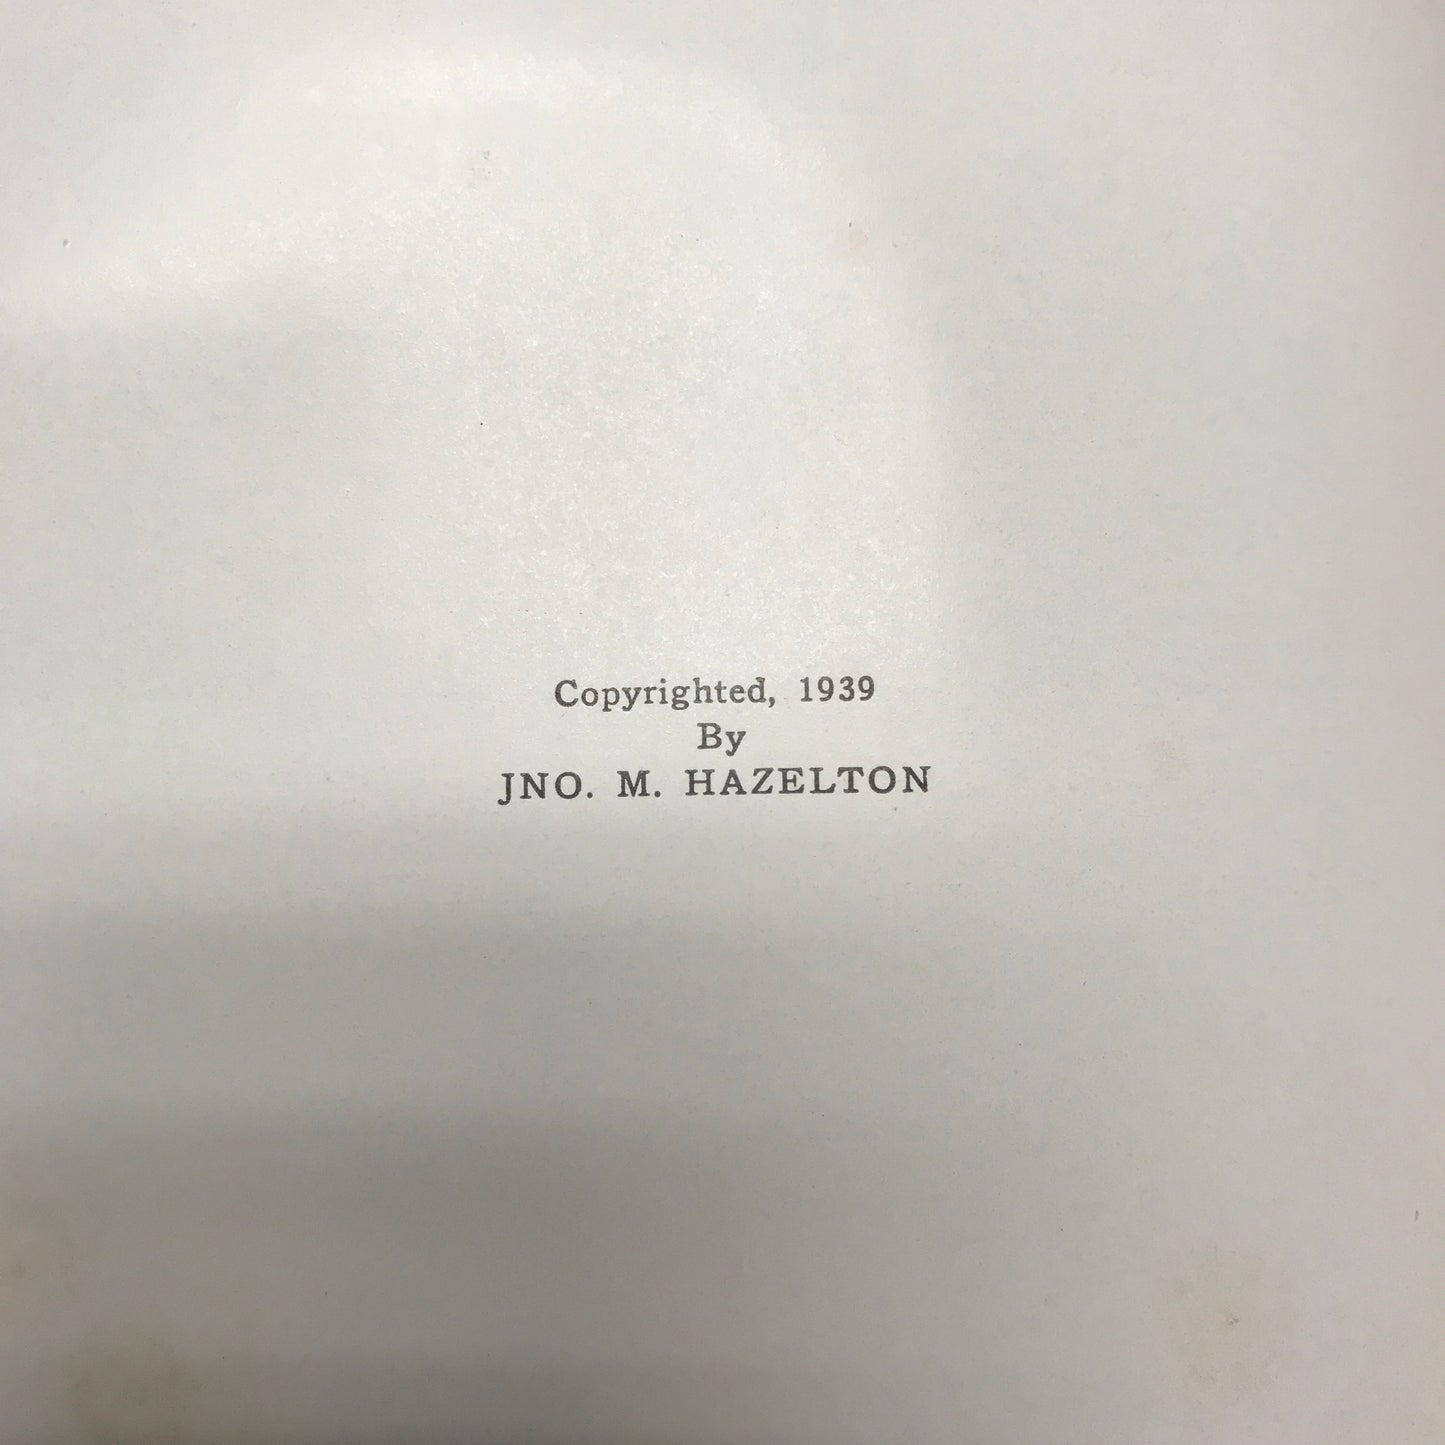 Copyrighted, 1939
By
JNO. M. HAZELTON